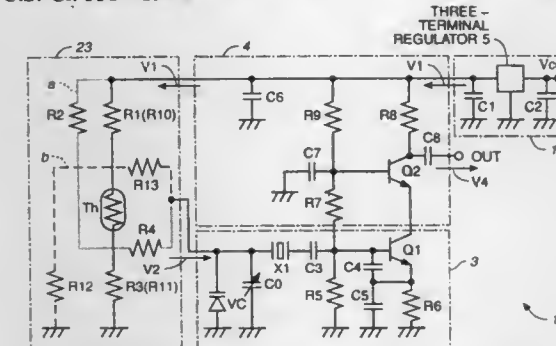 THREE-
TERMINAL
REGULATOR 5
23
4
V1
V1
a
R2
R1(R10)
C6
R9
R8
C1
C2
C8
OUT
1
b
R13
C7
Q2
V4
Th
R7
R4
V2
X1
C3
Q1
3
C4
R12
R3(R11)
VC
C0
R5
C5
R6